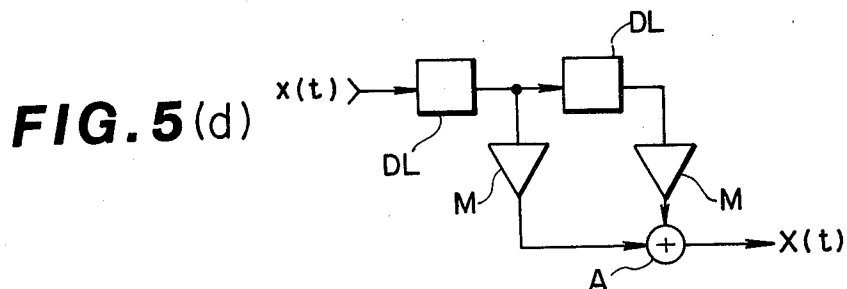 DL
x(t)
FIG. 5(d)
DL
M
M
+
X(t)
A